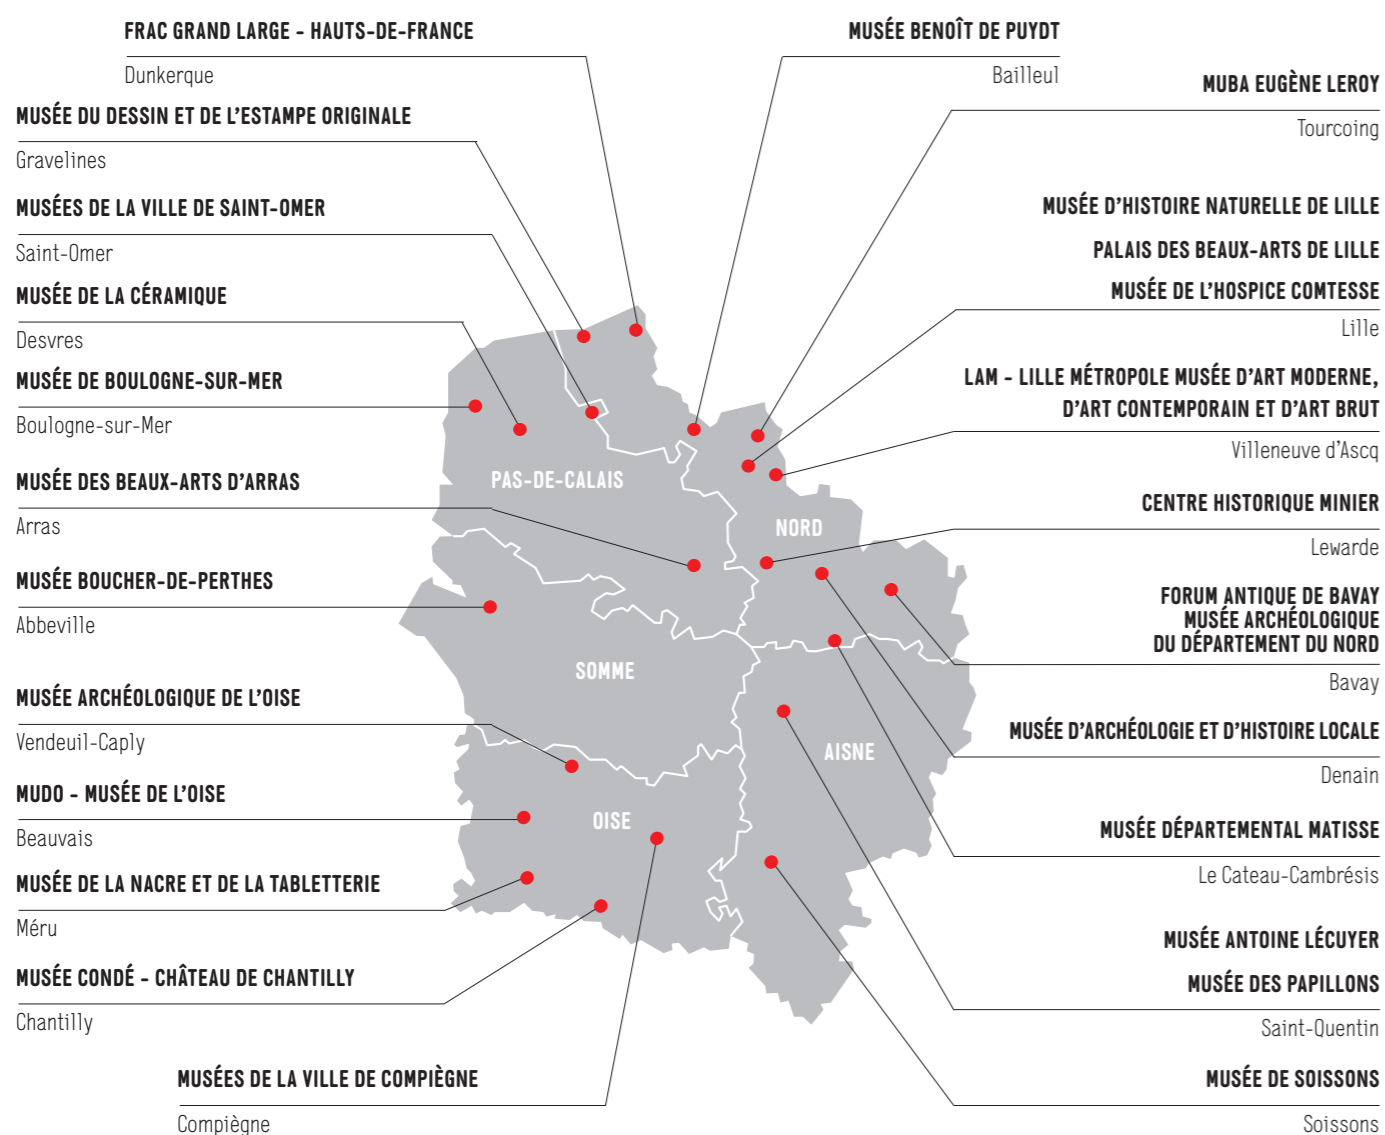 FRAC GRAND LARGE - HAUTS-DE-FRANCE
Dunkerque
MUSÉE DU DESSIN ET DE L'ESTAMPE ORIGINALE
Gravelines
MUSÉES DE LA VILLE DE SAINT-OMER
Saint-Omer
MUSÉE DE LA CÉRAMIQUE
Desvres
MUSÉE DE BOULOGNE-SUR-MER
Boulogne-sur-Mer
MUSÉE DES BEAUX-ARTS D'ARRAS
Arras
MUSÉE BOUCHER-DE-PERTHES
Abbeville
MUSÉE ARCHÉOLOGIQUE DE L'OISE
Vendeuil-Caply
MUDO - MUSÉE DE L'OISE
Beauvais
MUSÉE DE LA NACRE ET DE LA TABLETTERIE
Méru
MUSÉE CONDÉ - CHÂTEAU DE CHANTILLY
Chantilly
MUSÉES DE LA VILLE DE COMPIÈGNE
Compiègne
PAS-DE-CALAIS
NORD
SOMME
AISNE
OISE
MUSÉE BENOÎT DE PUYDT
Bailleul
MUBA EUGÈNE LEROY
Tourcoing
MUSÉE D'HISTOIRE NATURELLE DE LILLE
PALAIS DES BEAUX-ARTS DE LILLE
MUSÉE DE L'HOSPICE COMTESSE
Lille
LAM - LILLE MÉTROPOLE MUSÉE D'ART MODERNE,
D'ART CONTEMPORAIN ET D'ART BRUT
Villeneuve d'Ascq
CENTRE HISTORIQUE MINIER
Lewarde
FORUM ANTIQUE DE BAVAY
MUSÉE ARCHÉOLOGIQUE
DU DÉPARTEMENT DU NORD
Bavay
MUSÉE D'ARCHÉOLOGIE ET D'HISTOIRE LOCALE
Denain
MUSÉE DÉPARTEMENTAL MATISSE
Le Cateau-Cambrésis
MUSÉE ANTOINE LÉCUYER
MUSÉE DES PAPILLONS
Saint-Quentin
MUSÉE DE SOISSONS
Soissons